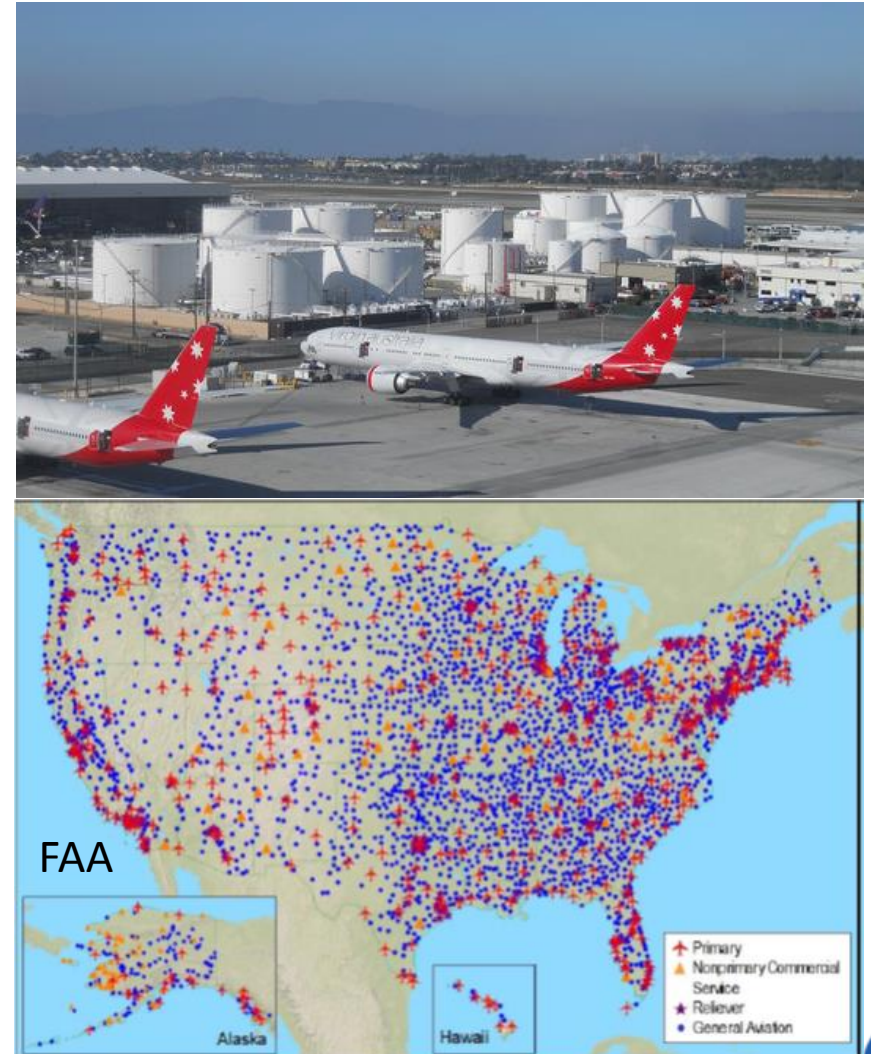 virgin australia
FAA
Alaska
Hawaii
Primary
Nonprimary Commercial
Service
Reliever
General Aviation